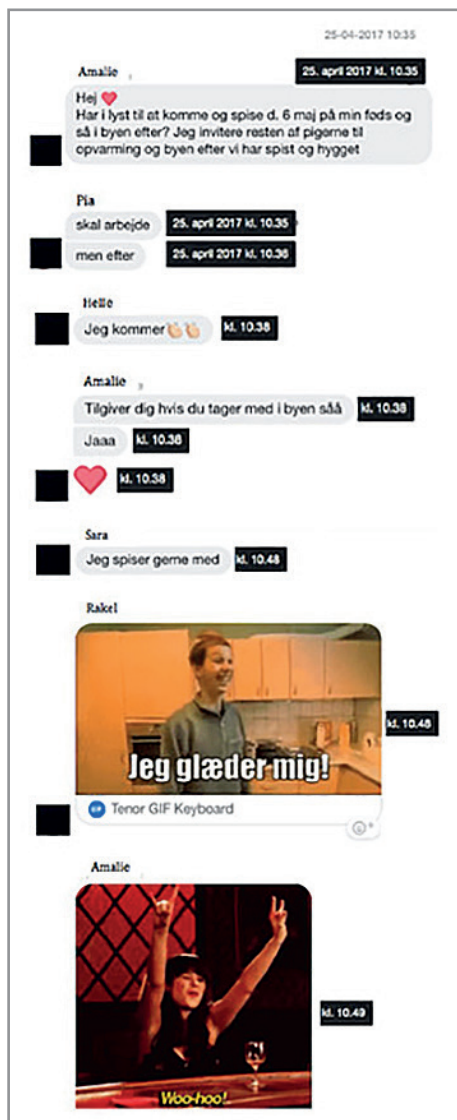 25-04-2017 10:35
Amalie
25. april 2017 kl. 10.35
Hej ❤️
Har i lyst til at komme og spise d. 6 maj på min føds og
så i byen efter? Jeg invitere resten af pigerne til
opvarmning og byen efter vi har spist og hygget
Pia
skal arbejde 25. april 2017 kl. 10.35
men efter 25. april 2017 kl. 10.36
Helle
Jeg kommer👏🏻👏🏻 kl. 10.38
Amalie
Tilgiver dig hvis du tager med i byen såå kl. 10.38
Jaaa kl. 10.38
❤️ kl. 10.38
Sara
Jeg spiser gerne med kl. 10.48
Rakel
kl. 10.48
Jeg glæder mig!
GIF Tenor GIF Keyboard
Amalie
kl. 10.49
Woo-hoo!